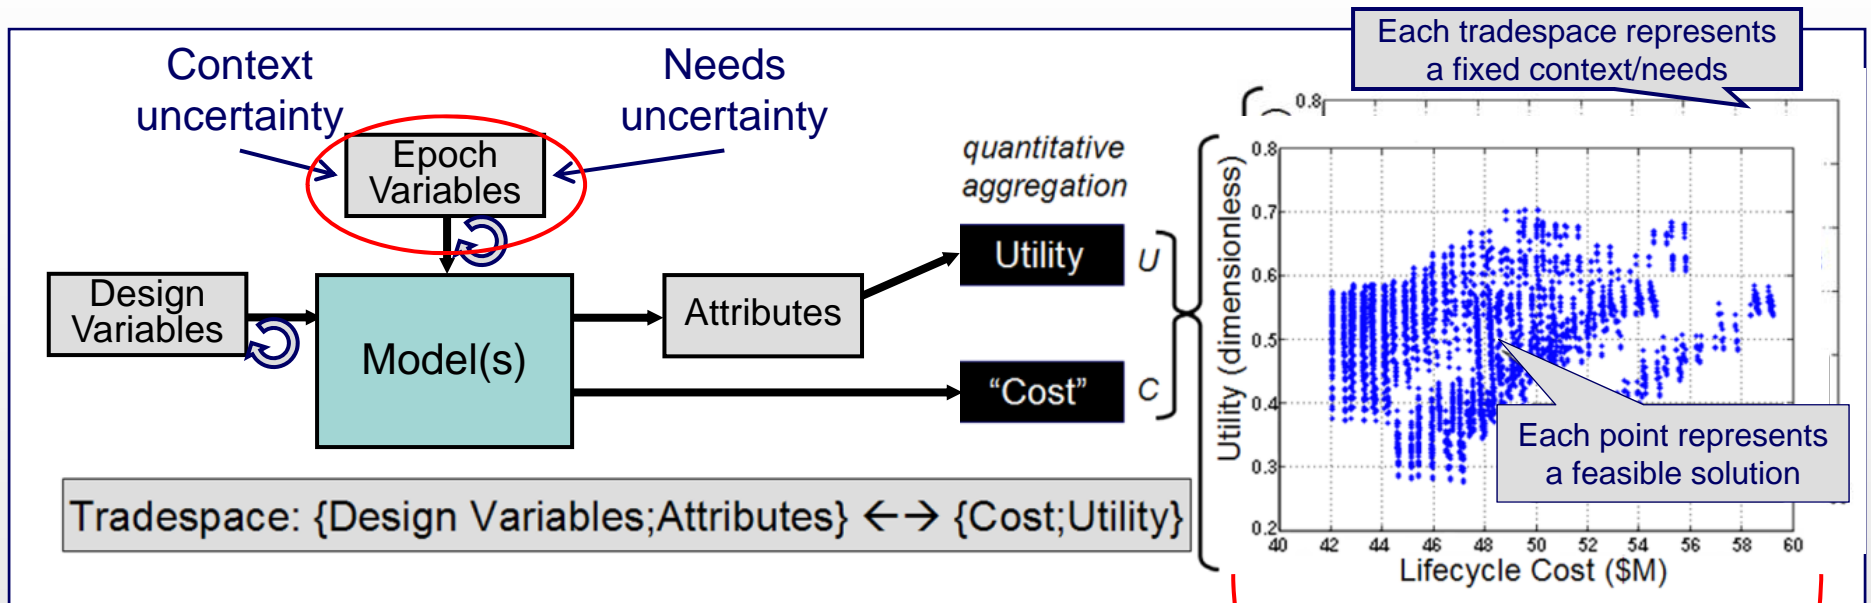 Each tradespace represents
a fixed context/needs
Context
uncertainty
Needs
uncertainty
Epoch
Variables
Design
Variables
Model(s)
Attributes
quantitative
aggregation
Utility
U
"Cost"
C
Tradespace: {Design Variables;Attributes} ←→ {Cost;Utility}
0.8
Utility (dimensionless)
0.8
0.7
0.6
0.5
0.4
0.3
0.2
40 42 44 46 48 50 52 54 56 58 60
Lifecycle Cost ($M)
Each point represents
a feasible solution